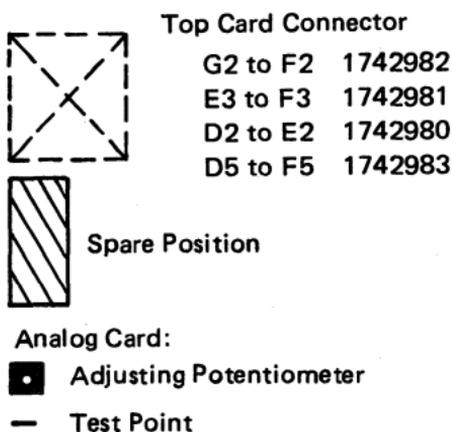 Top Card Connector
G2 to F2 1742982
E3 to F3 1742981
D2 to E2 1742980
D5 to F5 1742983
Spare Position
Analog Card:
Adjusting Potentiometer
Test Point